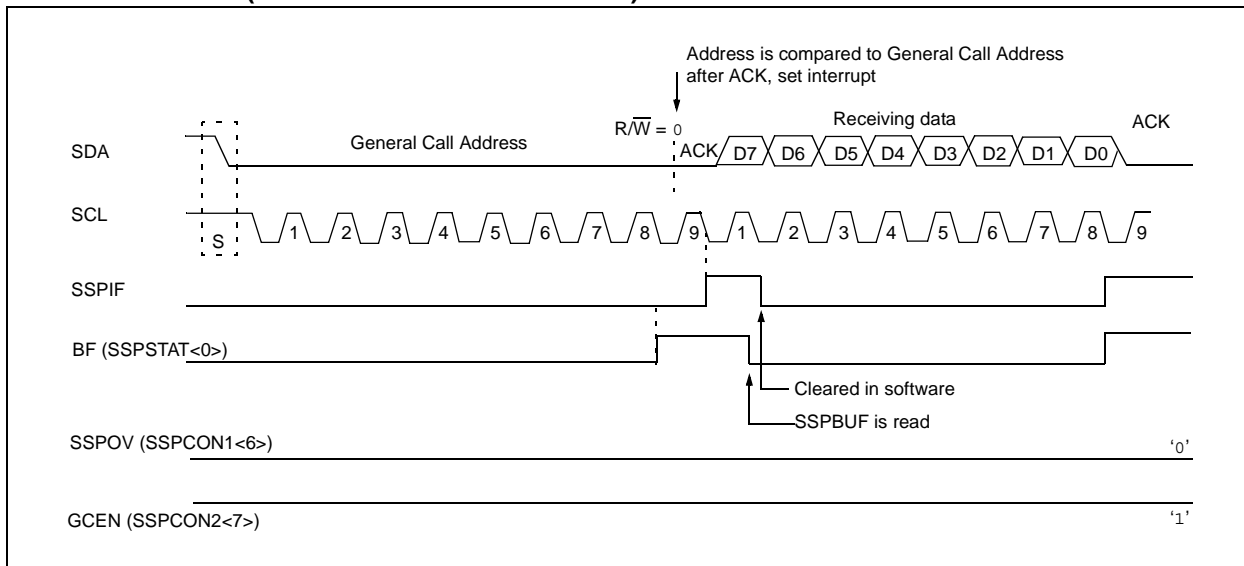 Address is compared to General Call Address
after ACK, set interrupt
R/W = 0
Receiving data
ACK
SDA
General Call Address
ACK
D7 D6 D5 D4 D3 D2 D1 D0
SCL
S
1 2 3 4 5 6 7 8 9 1 2 3 4 5 6 7 8 9
SSPIF
BF (SSPSTAT<0>)
Cleared in software
SSPBUF is read
SSPOV (SSPCON1<6>)
‘0’
GCEN (SSPCON2<7>)
‘1’